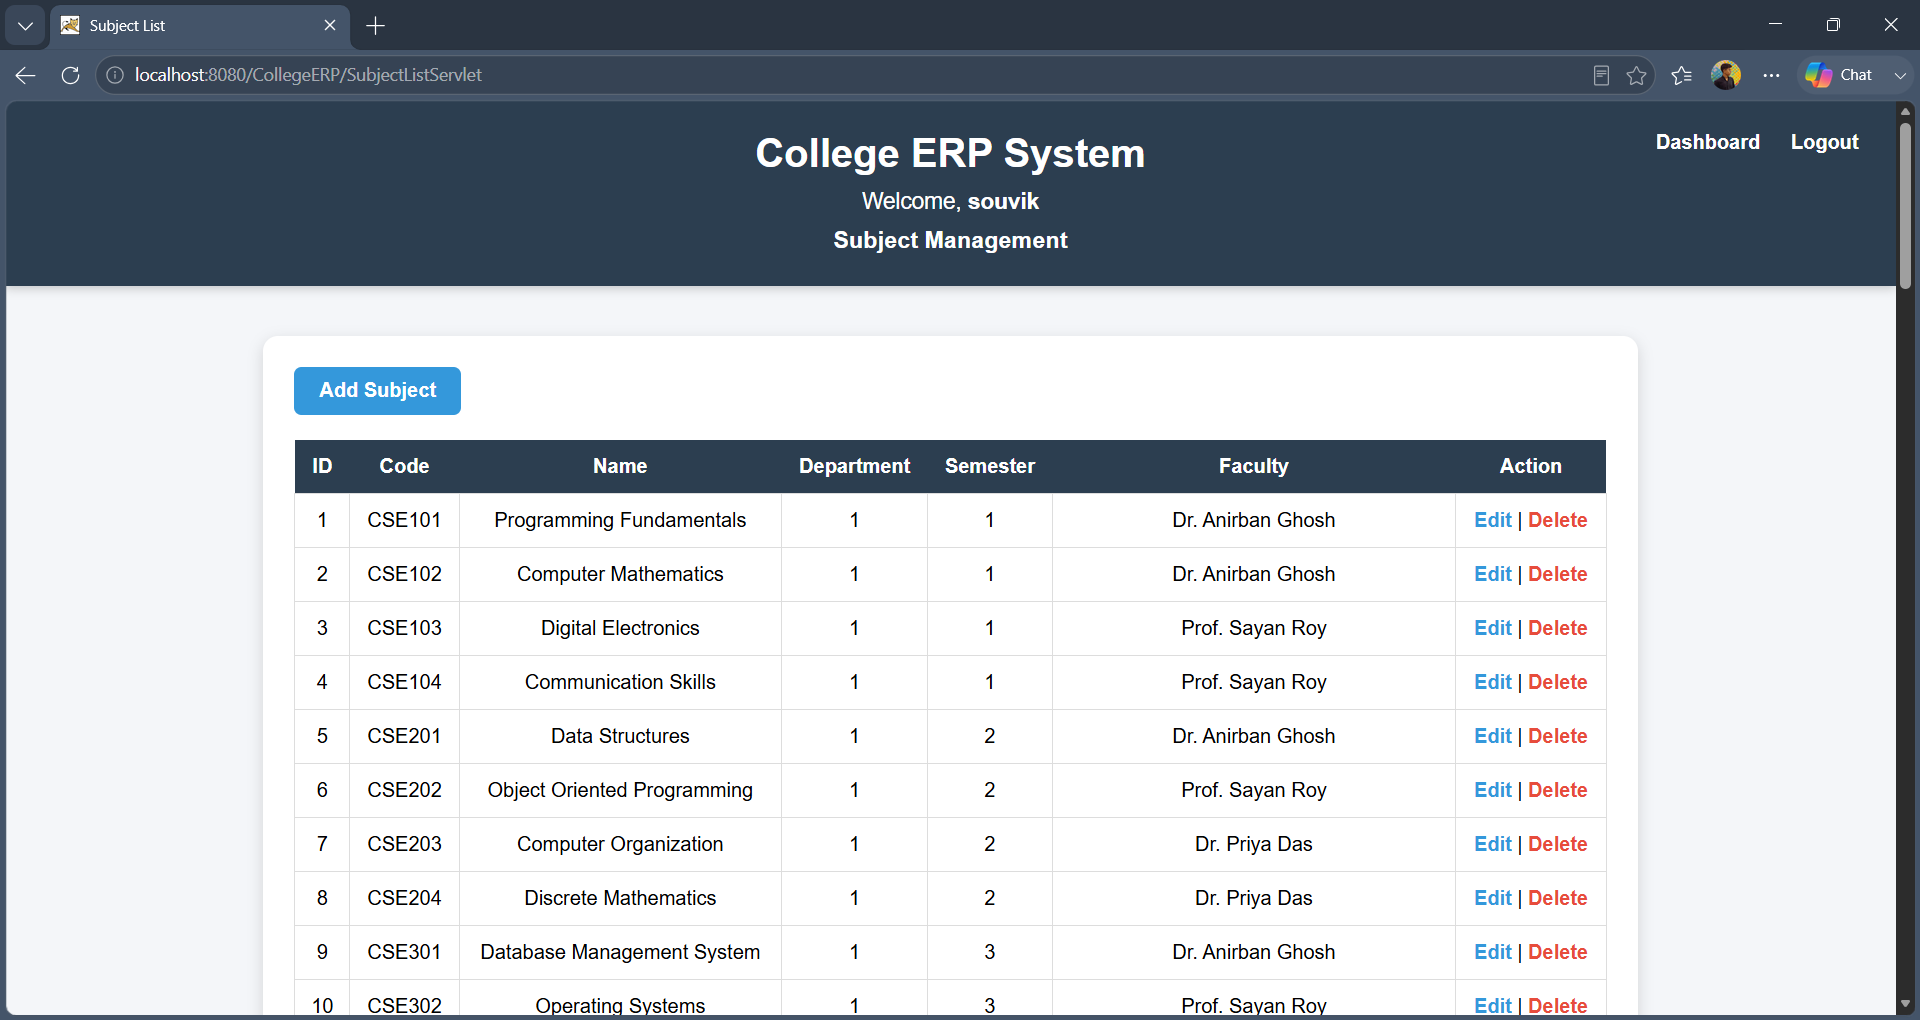 Subject List
localhost:8080/CollegeERP/SubjectListServlet
Chat
College ERP System
Dashboard Logout
Welcome, souvik
Subject Management
Add Subject
ID Code Name Department Semester Faculty Action
1 CSE101 Programming Fundamentals 1 1 Dr. Anirban Ghosh Edit | Delete
2 CSE102 Computer Mathematics 1 1 Dr. Anirban Ghosh Edit | Delete
3 CSE103 Digital Electronics 1 1 Prof. Sayan Roy Edit | Delete
4 CSE104 Communication Skills 1 1 Prof. Sayan Roy Edit | Delete
5 CSE201 Data Structures 1 2 Dr. Anirban Ghosh Edit | Delete
6 CSE202 Object Oriented Programming 1 2 Prof. Sayan Roy Edit | Delete
7 CSE203 Computer Organization 1 2 Dr. Priya Das Edit | Delete
8 CSE204 Discrete Mathematics 1 2 Dr. Priya Das Edit | Delete
9 CSE301 Database Management System 1 3 Dr. Anirban Ghosh Edit | Delete
10 CSE302 Operating Systems 1 3 Prof. Sayan Roy Edit | Delete